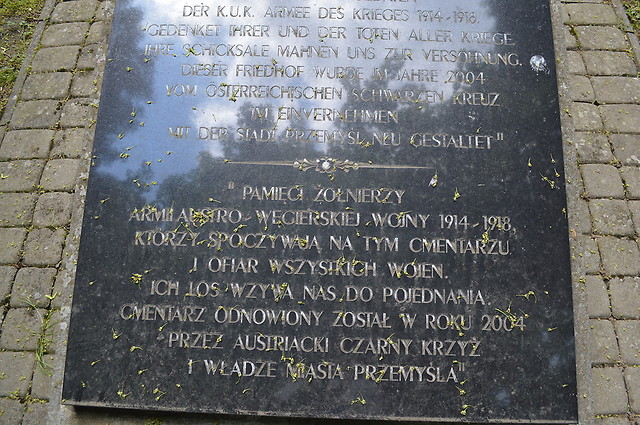 DER K.U.K. ARMEE DES KRIEGES 1914-1918.
GEDENKET IHRER UND DER TOTEN ALLER KRIEGE.
IHRE SCHICKSALE MAHNEN UNS ZUR VERSÖHNUNG.
DIESER FRIEDHOF WURDE IM JAHRE 2004
VOM ÖSTERREICHISCHEN SCHWARZEN KREUZ
IM EINVERNEHMEN
MIT DER STADT PRZEMYŚL NEU GESTALTET"
"PAMIĘCI ŻOŁNIERZY
ARMII AUSTRO-WĘGIERSKIEJ WOJNY 1914-1918,
KTÓRZY SPOCZYWAJĄ NA TYM CMENTARZU
I OFIAR WSZYSTKICH WOJEN.
ICH LOS WZYWA NAS DO POJEDNANIA.
CMENTARZ ODNOWIONY ZOSTAŁ W ROKU 2004
PRZEZ AUSTRIACKI CZARNY KRZYŻ
I WŁADZE MIASTA PRZEMYŚLA"